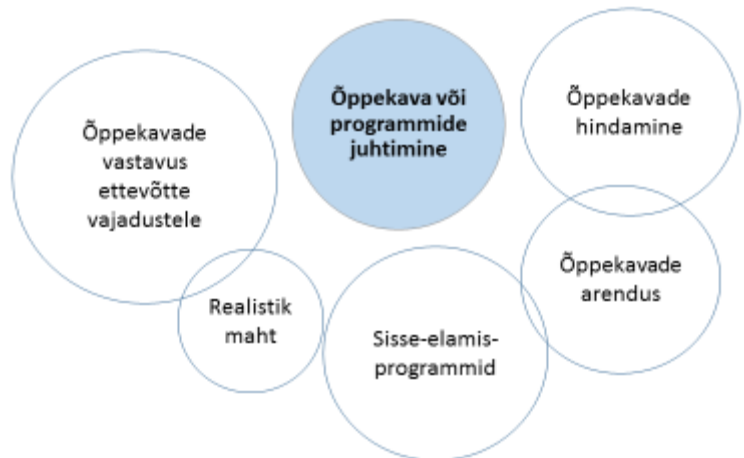 Õppekavade
vastavus
ettevõtte
vajadustele
Õppekava või
programmide
juhtimine
Õppekavade
hindamine
Realistik
maht
Sisse-elamis-
programmid
Õppekavade
arendus